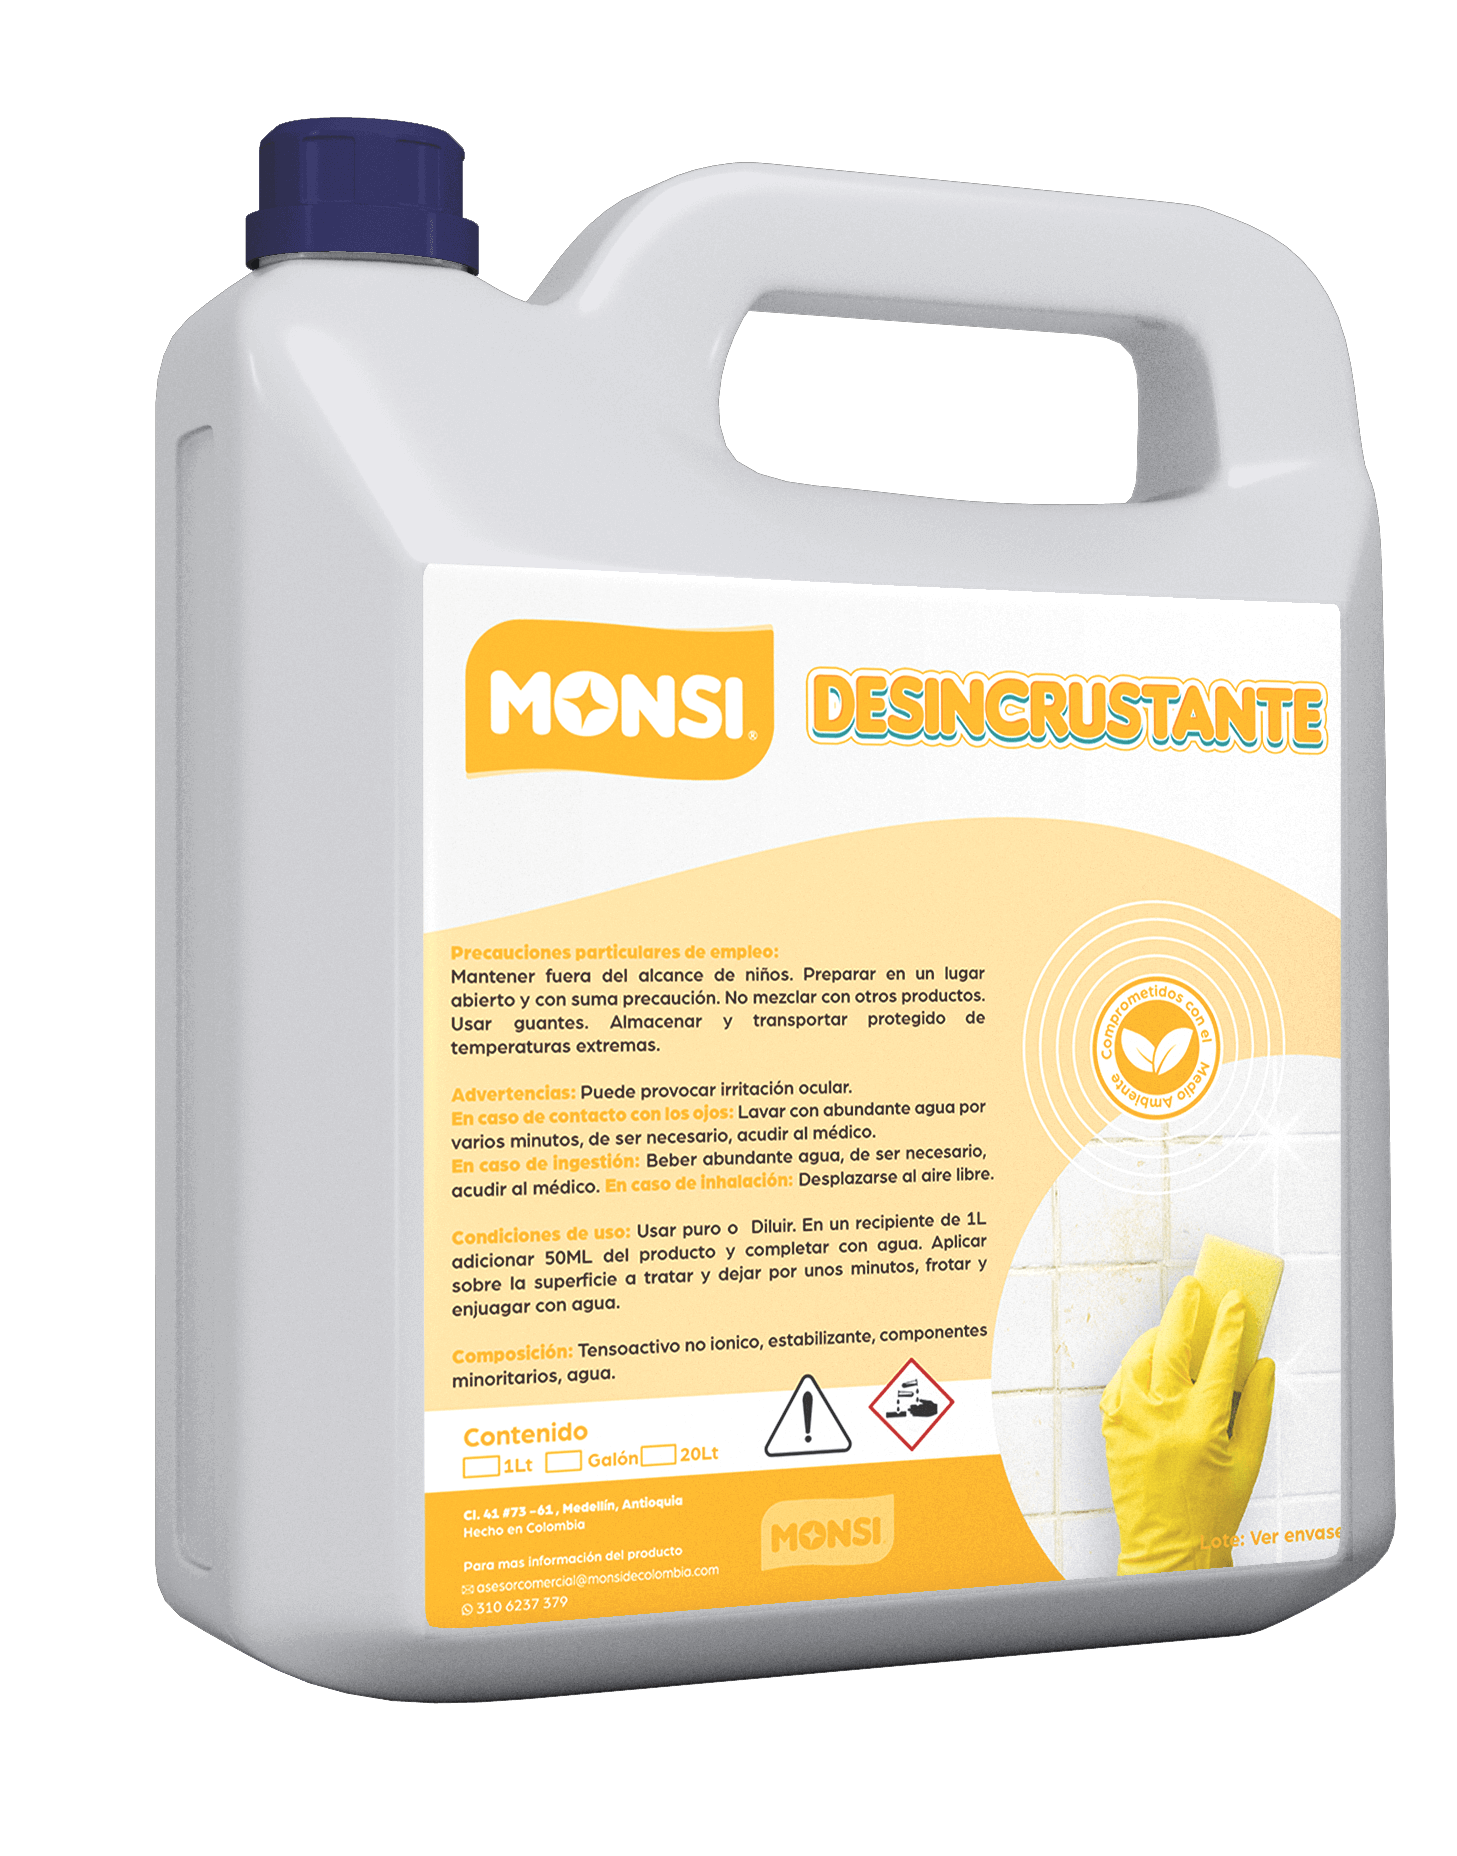 MONSI®
DESINCRUSTANTE
Precauciones particulares de empleo:
Mantener fuera del alcance de niños. Preparar en un lugar
abierto y con suma precaución. No mezclar con otros productos.
Usar guantes. Almacenar y transportar protegido de
temperaturas extremas.
Advertencias: Puede provocar irritación ocular.
En caso de contacto con los ojos: Lavar con abundante agua por
varios minutos, de ser necesario, acudir al médico.
En caso de ingestión: Beber abundante agua, de ser necesario,
acudir al médico. En caso de inhalación: Desplazarse al aire libre.
Condiciones de uso: Usar puro o Diluir. En un recipiente de 1L
adicionar 50ML del producto y completar con agua. Aplicar
sobre la superficie a tratar y dejar por unos minutos, frotar y
enjuagar con agua.
Composición: Tensoactivo no ionico, estabilizante, componentes
minoritarios, agua.
Comprometidos con el Medio Ambiente
Contenido
1Lt Galón 20Lt
Cl. 41 #73 -61, Medellín, Antioquia
Hecho en Colombia
Para mas información del producto
asesorcomercial@monsidecolombia.com
310 6237 379
MONSI
Lote: Ver envase